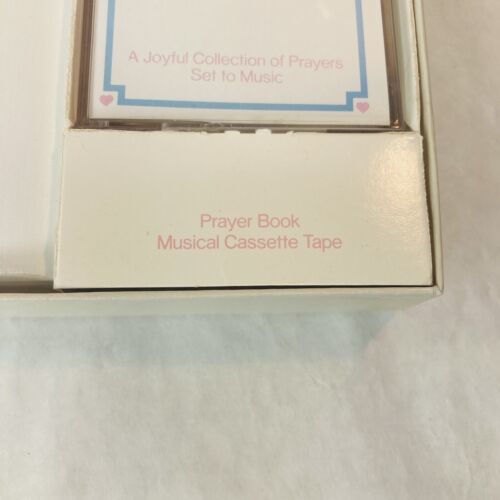 A Joyful Collection of Prayers
Set to Music
Prayer Book
Musical Cassette Tape